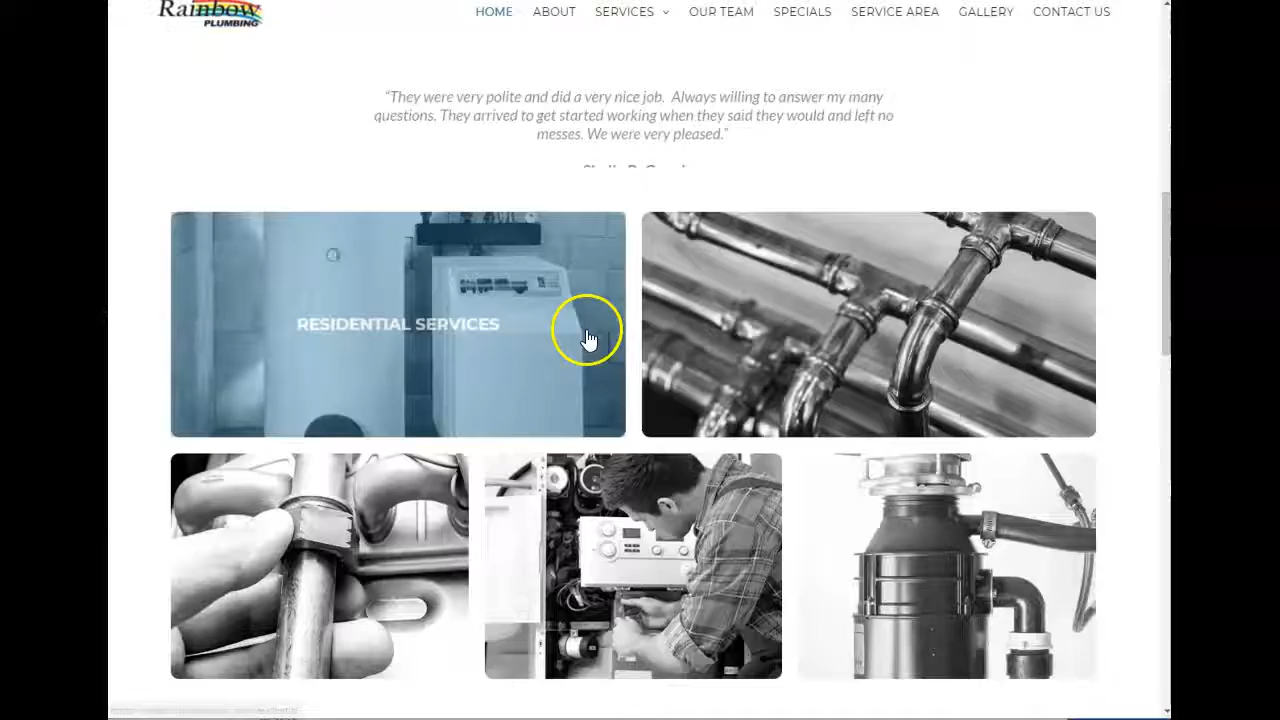 Rainbow
PLUMBING
HOME ABOUT SERVICES OUR TEAM SPECIALS SERVICE AREA GALLERY CONTACT US
“They were very polite and did a very nice job. Always willing to answer my many
questions. They arrived to get started working when they said they would and left no
messes. We were very pleased.”
RESIDENTIAL SERVICES